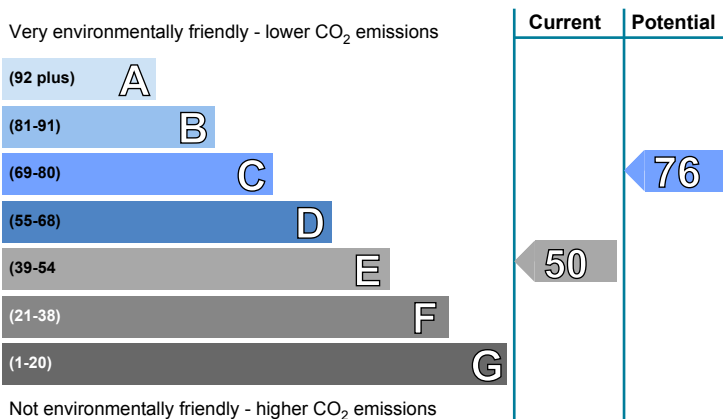 Very environmentally friendly - lower CO2 emissions
Current
Potential
(92 plus) A
(81-91) B
(69-80) C
76
(55-68) D
(39-54 E
50
(21-38) F
(1-20) G
Not environmentally friendly - higher CO2 emissions